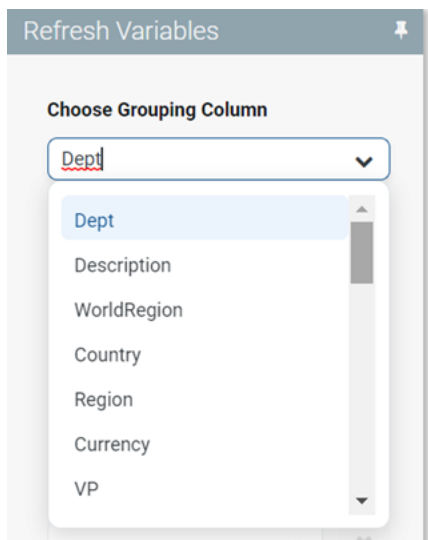 Refresh Variables
Choose Grouping Column
Dept
Dept
Description
WorldRegion
Country
Region
Currency
VP